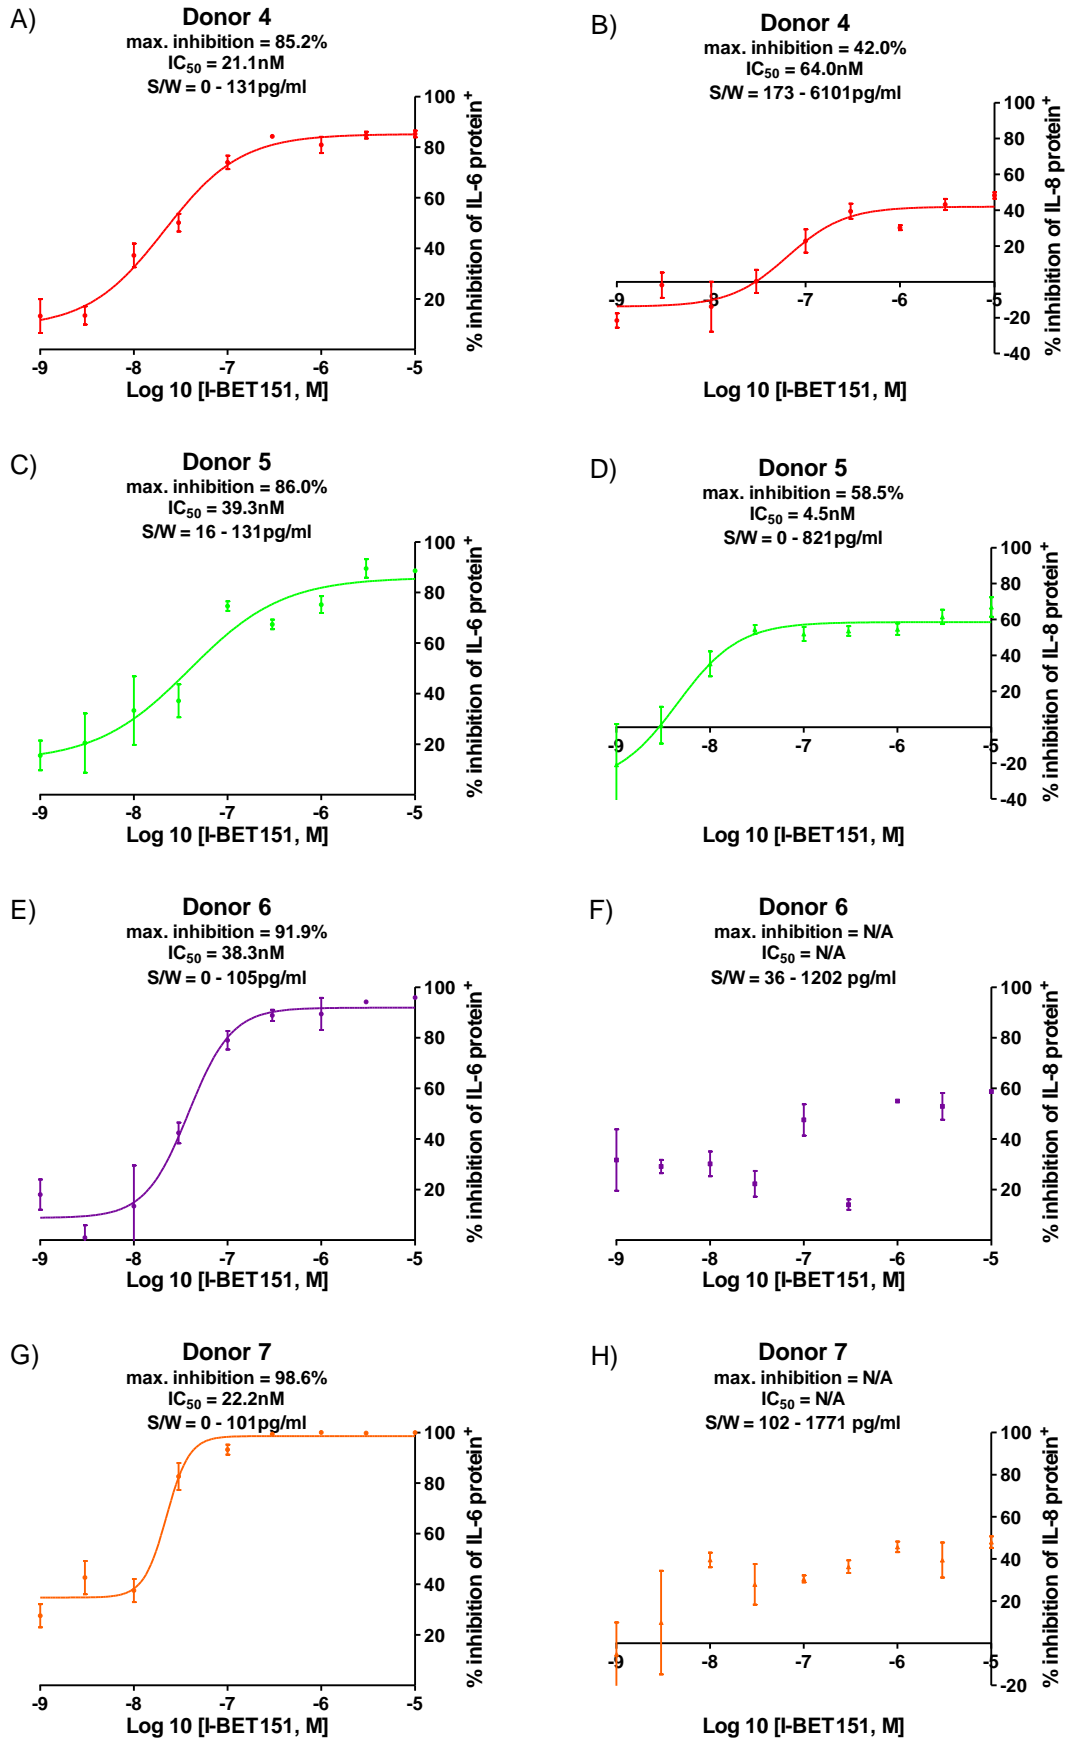 A)
Donor 4
max. inhibition = 85.2%
IC50 = 21.1nM
S/W = 0 - 131pg/ml
100
80
60
40
20
-9 -8 -7 -6 -5
Log 10 [I-BET151, M]
% inhibition of IL-6 protein+
B)
Donor 4
max. inhibition = 42.0%
IC50 = 64.0nM
S/W = 173 - 6101pg/ml
100
80
60
40
20
-20
-40
-9 -8 -7 -6 -5
Log 10 [I-BET151, M]
% inhibition of IL-8 protein+
C)
Donor 5
max. inhibition = 86.0%
IC50 = 39.3nM
S/W = 16 - 131pg/ml
100
80
60
40
20
-9 -8 -7 -6 -5
Log 10 [I-BET151, M]
% inhibition of IL-6 protein+
D)
Donor 5
max. inhibition = 58.5%
IC50 = 4.5nM
S/W = 0 - 821pg/ml
100
80
60
40
20
-20
-40
-9 -8 -7 -6 -5
Log 10 [I-BET151, M]
% inhibition of IL-8 protein+
E)
Donor 6
max. inhibition = 91.9%
IC50 = 38.3nM
S/W = 0 - 105pg/ml
100
80
60
40
20
-9 -8 -7 -6 -5
Log 10 [I-BET151, M]
% inhibition of IL-6 protein+
F)
Donor 6
max. inhibition = N/A
IC50 = N/A
S/W = 36 - 1202 pg/ml
100
80
60
40
20
-9 -8 -7 -6 -5
Log 10 [I-BET151, M]
% inhibition of IL-8 protein+
G)
Donor 7
max. inhibition = 98.6%
IC50 = 22.2nM
S/W = 0 - 101pg/ml
100
80
60
40
20
-9 -8 -7 -6 -5
Log 10 [I-BET151, M]
% inhibition of IL-6 protein+
H)
Donor 7
max. inhibition = N/A
IC50 = N/A
S/W = 102 - 1771 pg/ml
100
80
60
40
20
-20
-9 -8 -7 -6 -5
Log 10 [I-BET151, M]
% inhibition of IL-8 protein+